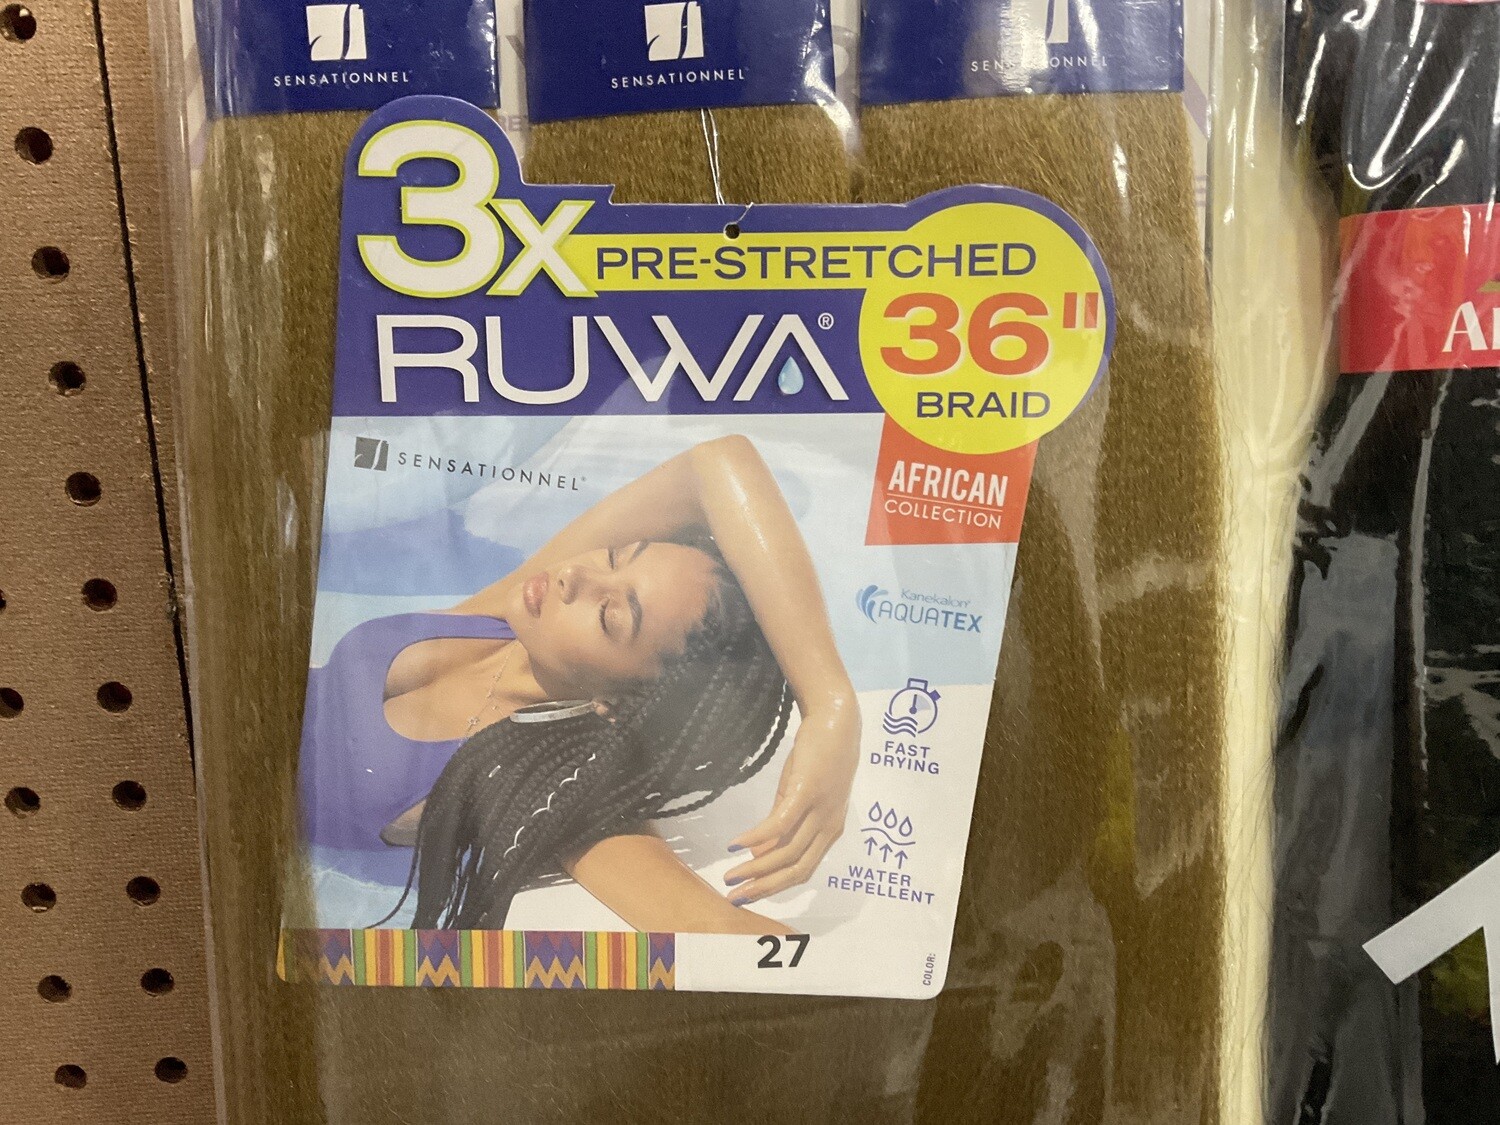 SENSATIONNEL
SENSATIONNEL
SENSATIONNEL
3X
PRE-STRETCHED
RUWA®
36"
BRAID
SENSATIONNEL®
AFRICAN
COLLECTION
Kanekalon®
AQUATEX
FAST
DRYING
WATER
REPELLENT
27
COLOR: